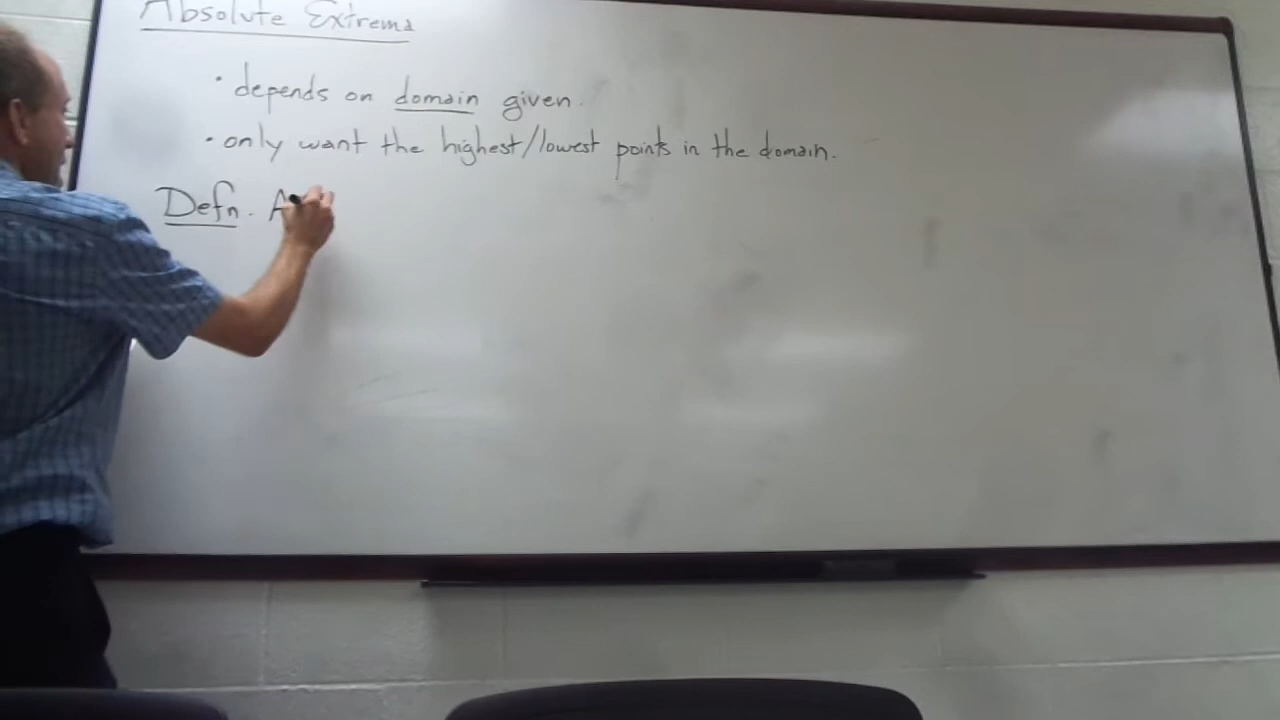 Absolute Extrema
• depends on domain given.
• only want the highest/lowest points in the domain.
Defn. A